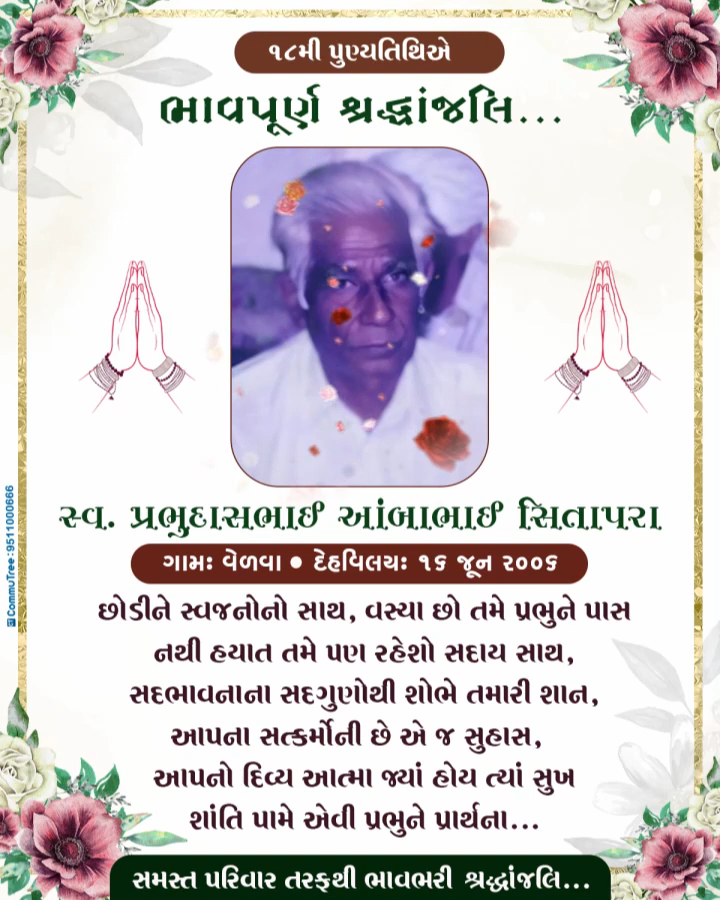 ૧૮મી પુણ્યતિથિએ
ભાવપૂર્ણ શ્રદ્ધાંજલિ...
સ્વ. પ્રભુદાસભાઈ આંબાભાઈ સિતાપરા
ગામઃ વેળવા ● દેહવિલયઃ ૧૬ જૂન ૨૦૦૬
છોડીને સ્વજનોનો સાથ, વસ્યા છો તમે પ્રભુને પાસ
નથી હયાત તમે પણ રહેશો સદાય સાથ,
સદભાવનાના સદગુણોથી શોભે તમારી શાન,
આપના સત્કર્મોની છે એ જ સુહાસ,
આપનો દિવ્ય આત્મા જ્યાં હોય ત્યાં સુખ
શાંતિ પામે એવી પ્રભુને પ્રાર્થના...
સમસ્ત પરિવાર તરફથી ભાવભરી શ્રદ્ધાંજલિ...
CommuTree : 9511000666